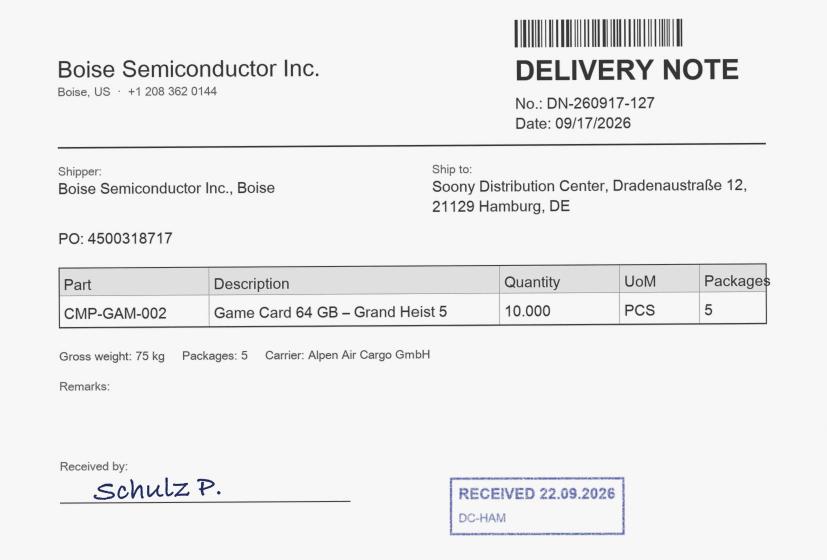 Boise Semiconductor Inc.
Boise, US · +1 208 362 0144
DELIVERY NOTE
No.: DN-260917-127
Date: 09/17/2026
Shipper:
Boise Semiconductor Inc., Boise
Ship to:
Soony Distribution Center, Dradenaustraße 12,
21129 Hamburg, DE
PO: 4500318717
Part Description Quantity UoM Packages
CMP-GAM-002 Game Card 64 GB – Grand Heist 5 10.000 PCS 5
Gross weight: 75 kg Packages: 5 Carrier: Alpen Air Cargo GmbH
Remarks:
Received by:
Schulz P.
RECEIVED 22.09.2026
DC-HAM